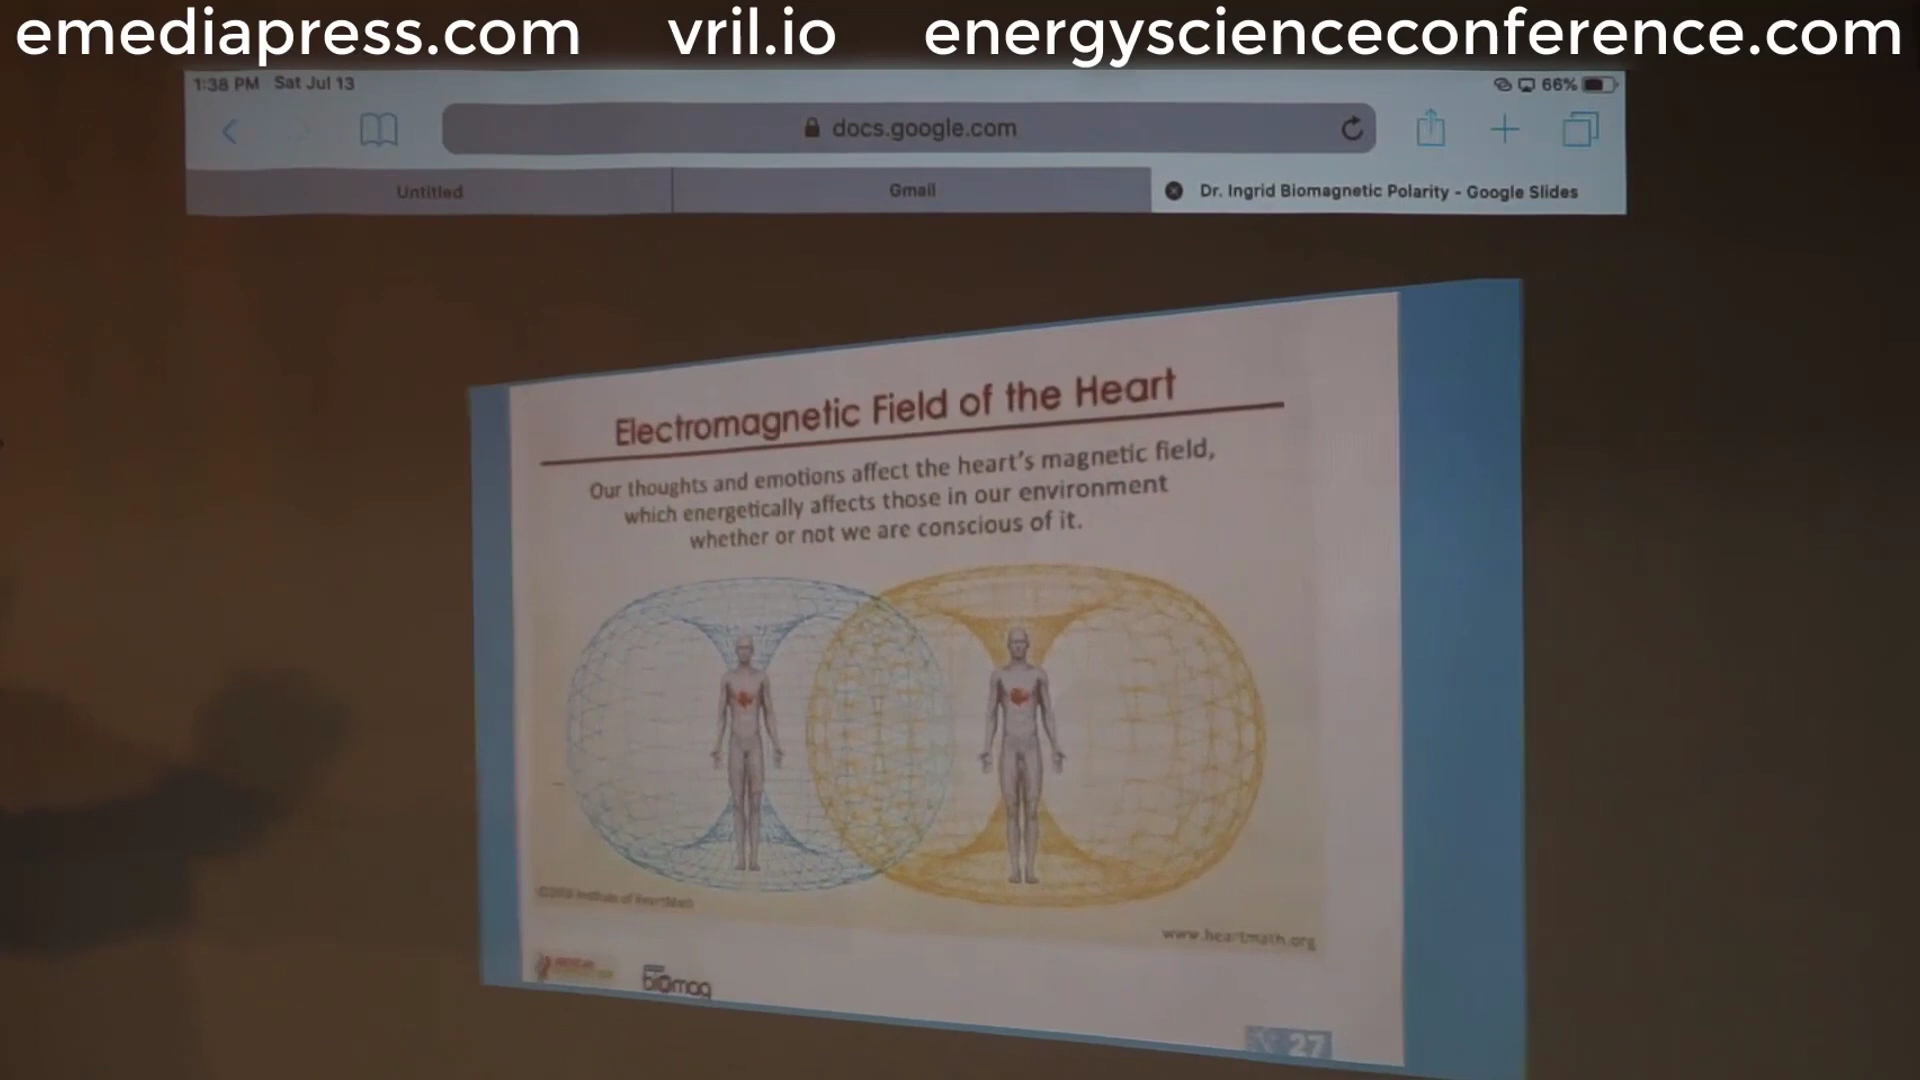 emediapress.com vril.io energyscienceconference.com
1:38 PM Sat Jul 13 66%
docs.google.com
Untitled Gmail Dr. Ingrid Biomagnetic Polarity - Google Slides
Electromagnetic Field of the Heart
Our thoughts and emotions affect the heart's magnetic field,
which energetically affects those in our environment
whether or not we are conscious of it.
Institute of HeartMath
www.heartmath.org
biomag
27